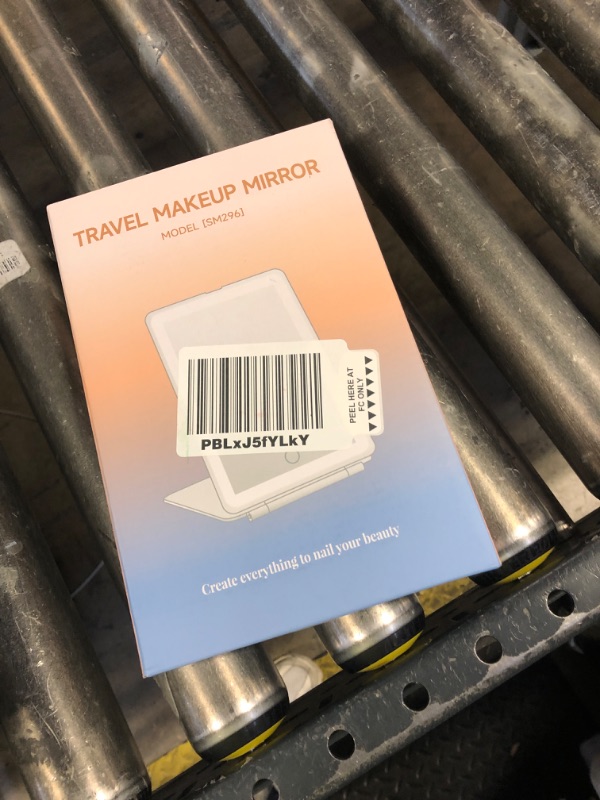 TRAVEL MAKEUP MIRROR
MODEL [SM296]
PBLxJ5fYLkY
PEEL HERE AT
FC ONLY
Create everything to nail your beauty